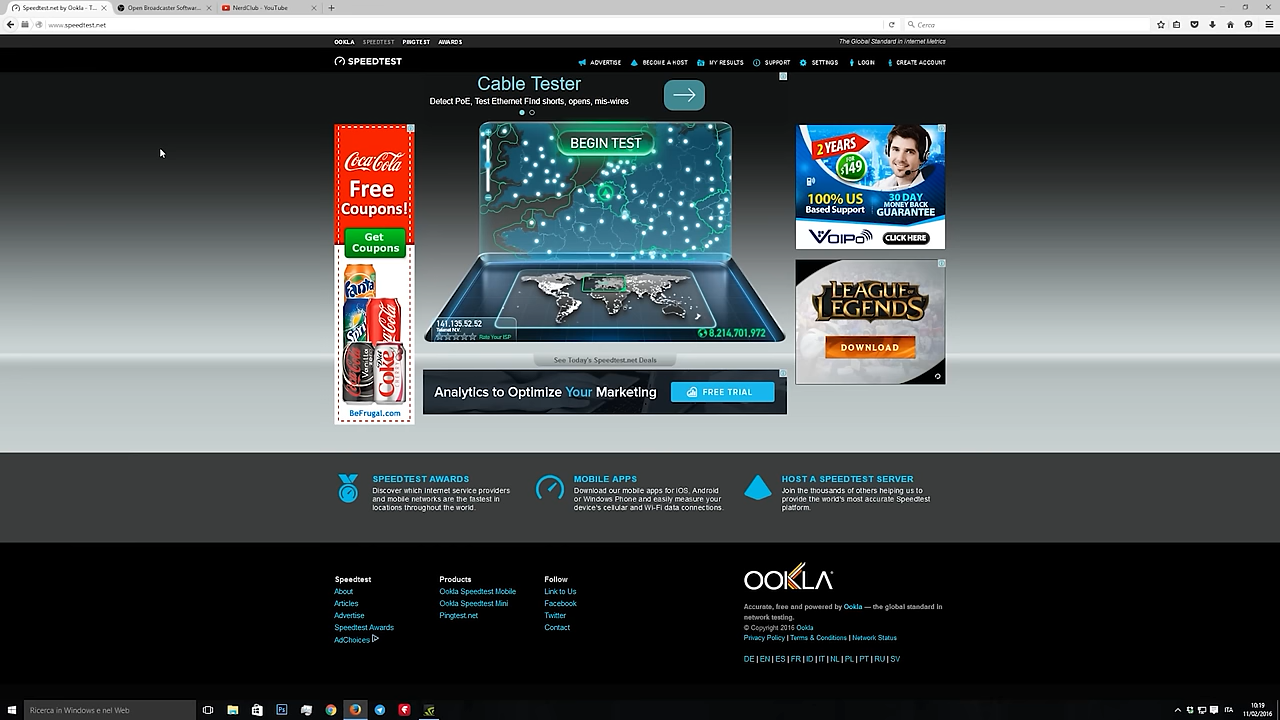 Speedtest.net by Ookla - T...
Open Broadcaster Softwar...
NerdClub - YouTube
www.speedtest.net
Cerca
OOKLA SPEEDTEST PINGTEST AWARDS
The Global Standard in Internet Metrics
SPEEDTEST
ADVERTISE BECOME A HOST MY RESULTS SUPPORT SETTINGS LOGIN CREATE ACCOUNT
Cable Tester
Detect PoE, Test Ethernet FInd shorts, opens, mis-wires
Coca-Cola
Free
Coupons!
Get
Coupons
Fanta
Sprite
Coca-Cola
Coke
BeFrugal.com
BEGIN TEST
141.135.52.52
Telenet N.V.
Rate Your ISP
8,214,701,972
See Today's Speedtest.net Deals
Analytics to Optimize Your Marketing
FREE TRIAL
2 YEARS
FOR
$149
100% US
Based Support
30 DAY
MONEY BACK
GUARANTEE
VOIPo
CLICK HERE
LEAGUE OF
LEGENDS
DOWNLOAD
SPEEDTEST AWARDS
Discover which internet service providers
and mobile networks are the fastest in
locations throughout the world.
MOBILE APPS
Download our mobile apps for iOS, Android
or Windows Phone and easily measure your
device's cellular and Wi-Fi data connections.
HOST A SPEEDTEST SERVER
Join the thousands of others helping us to
provide the world's most accurate Speedtest
platform.
Speedtest
About
Articles
Advertise
Speedtest Awards
AdChoices
Products
Ookla Speedtest Mobile
Ookla Speedtest Mini
Pingtest.net
Follow
Link to Us
Facebook
Twitter
Contact
OOKLA
Accurate, free and powered by Ookla — the global standard in
network testing.
© Copyright 2016 Ookla
Privacy Policy | Terms & Conditions | Network Status
DE | EN | ES | FR | ID | IT | NL | PL | PT | RU | SV
Ricerca in Windows e nel Web
ITA
10:19
11/02/2016